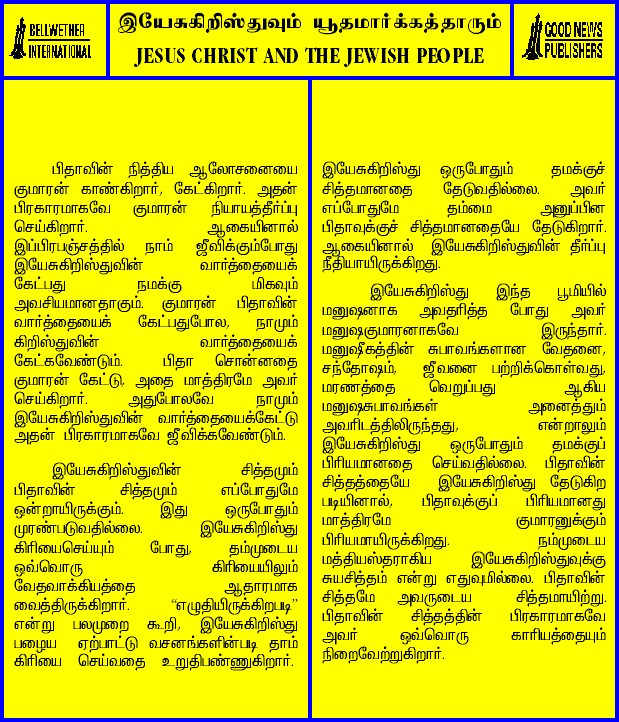 BELLWETHER
INTERNATIONAL
இயேசுகிறிஸ்துவும் யூதமார்க்கத்தாரும்
JESUS CHRIST AND THE JEWISH PEOPLE
GOOD NEWS
PUBLISHERS
பிதாவின் நித்திய ஆலோசனையை
குமாரன் காண்கிறார், கேட்கிறார். அதன்
பிரகாரமாகவே குமாரன் நியாயத்தீர்ப்பு
செய்கிறார். ஆகையினால்
இப்பிரபஞ்சத்தில் நாம் ஜீவிக்கும்போது
இயேசுகிறிஸ்துவின் வார்த்தையைக்
கேட்பது நமக்கு மிகவும்
அவசியமானதாகும். குமாரன் பிதாவின்
வார்த்தையைக் கேட்பதுபோல, நாமும்
கிறிஸ்துவின் வார்த்தையைக்
கேட்கவேண்டும். பிதா சொன்னதை
குமாரன் கேட்டு, அதை மாத்திரமே அவர்
செய்கிறார். அதுபோலவே நாமும்
இயேசுகிறிஸ்துவின் வார்த்தையைக்கேட்டு
அதன் பிரகாரமாகவே ஜீவிக்கவேண்டும்.
இயேசுகிறிஸ்துவின் சித்தமும்
பிதாவின் சித்தமும் எப்போதுமே
ஒன்றாயிருக்கும். இது ஒருபோதும்
முரண்படுவதில்லை. இயேசுகிறிஸ்து
கிரியைசெய்யும் போது, தம்முடைய
ஒவ்வொரு கிரியையிலும்
வேதவாக்கியத்தை ஆதாரமாக
வைத்திருக்கிறார். “எழுதியிருக்கிறபடி”
என்று பலமுறை கூறி, இயேசுகிறிஸ்து
பழைய ஏற்பாட்டு வசனங்களின்படி தாம்
கிரியை செய்வதை உறுதிபண்ணுகிறார்.
இயேசுகிறிஸ்து ஒருபோதும் தமக்குச்
சித்தமானதை தேடுவதில்லை. அவர்
எப்போதுமே தம்மை அனுப்பின
பிதாவுக்குச் சித்தமானதையே தேடுகிறார்.
ஆகையினால் இயேசுகிறிஸ்துவின் தீர்ப்பு
நீதியாயிருக்கிறது.
இயேசுகிறிஸ்து இந்த பூமியில்
மனுஷனாக அவதரித்த போது அவர்
மனுஷகுமாரனாகவே இருந்தார்.
மனுஷீகத்தின் சுபாவங்களான வேதனை,
சந்தோஷம், ஜீவனை பற்றிக்கொள்வது,
மரணத்தை வெறுப்பது ஆகிய
மனுஷசுபாவங்கள் அனைத்தும்
அவரிடத்திலிருந்தது, என்றாலும்
இயேசுகிறிஸ்து ஒருபோதும் தமக்குப்
பிரியமானதை செய்வதில்லை. பிதாவின்
சித்தத்தையே இயேசுகிறிஸ்து தேடுகிற
படியினால், பிதாவுக்குப் பிரியமானது
மாத்திரமே குமாரனுக்கும்
பிரியமாயிருக்கிறது. நம்முடைய
மத்தியஸ்தராகிய இயேசுகிறிஸ்துவுக்கு
சுயசித்தம் என்று எதுவுமில்லை. பிதாவின்
சித்தமே அவருடைய சித்தமாயிற்று.
பிதாவின் சித்தத்தின் பிரகாரமாகவே
அவர் ஒவ்வொரு காரியத்தையும்
நிறைவேற்றுகிறார்.